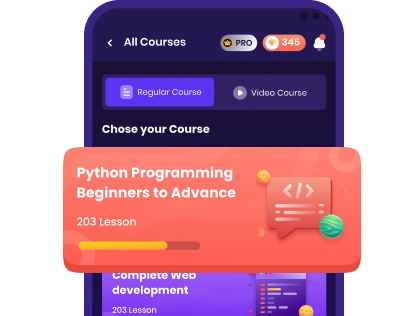 All Courses
PRO
345
Regular Course
Video Course
Chose your Course
Python Programming
Beginners to Advance
203 Lesson
Complete Web
development
203 Lesson